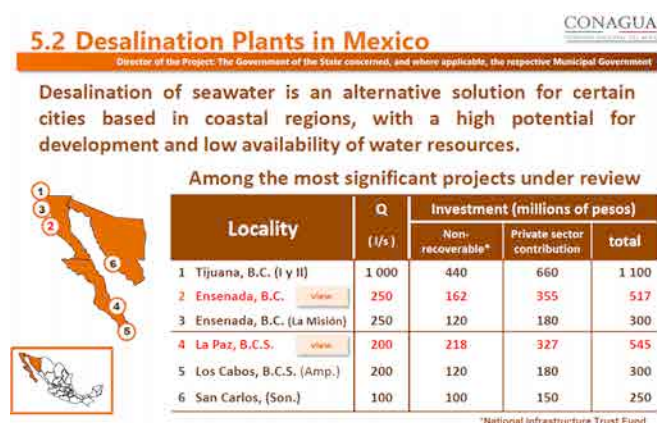 CONAGUA
5.2 Desalination Plants in Mexico
Director of the Project: The Government of the State concerned, and where applicable, the respective Municipal Government
Desalination of seawater is an alternative solution for certain
cities based in coastal regions, with a high potential for
development and low availability of water resources.
Among the most significant projects under review
Locality Q (l/s) Investment (millions of pesos)
Non-recoverable* Private sector contribution total
1 Tijuana, B.C. (I y II) 1 000 440 660 1 100
2 Ensenada, B.C. view 250 162 355 517
3 Ensenada, B.C. (La Misión) 250 120 180 300
4 La Paz, B.C.S. view 200 218 327 545
5 Los Cabos, B.C.S. (Amp.) 200 120 180 300
6 San Carlos, (Son.) 100 100 150 250
1
3
2
6
4
5
*National Infrastructure Trust Fund